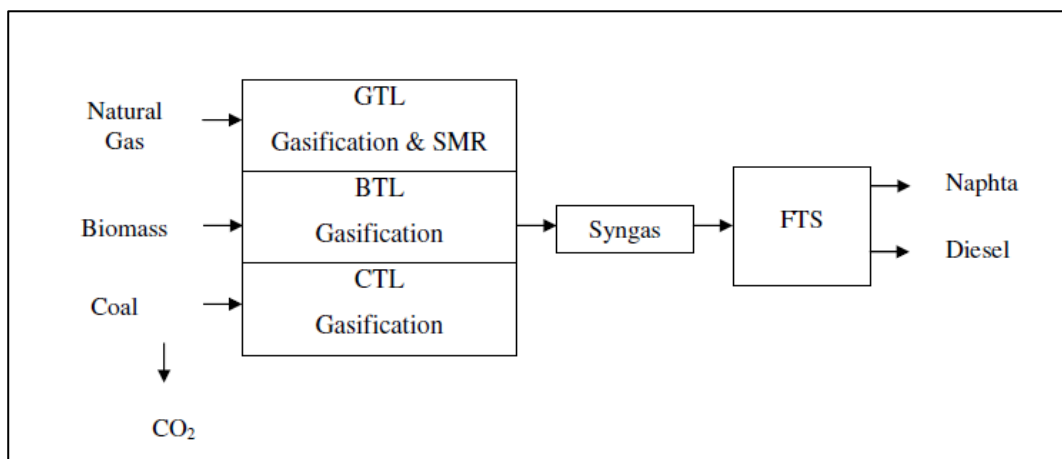 Natural
Gas
GTL
Gasification & SMR
Biomass
BTL
Gasification
Coal
CTL
Gasification
CO₂
Syngas
FTS
Naphta
Diesel